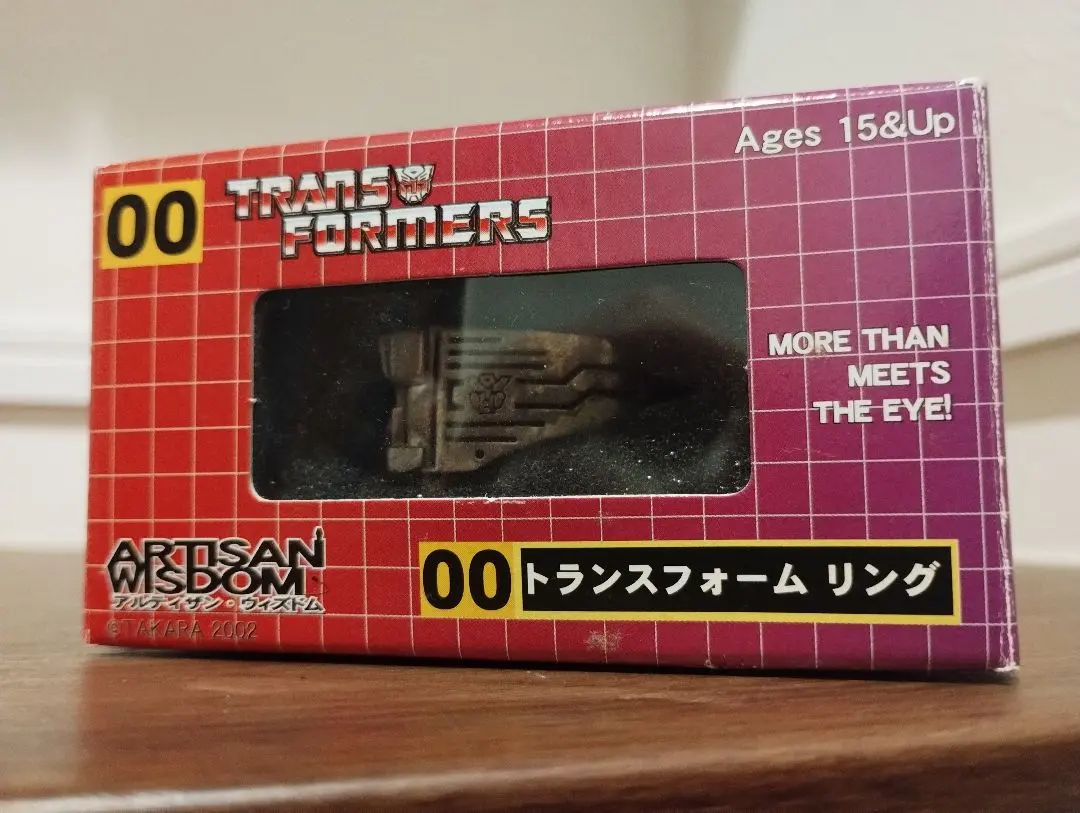 Ages 15&Up
00
TRANS
FORMERS
MORE THAN
MEETS
THE EYE!
ARTISAN
WISDOM
アルティザン・ウィズドム
©TAKARA 2002
00 トランスフォーム リング